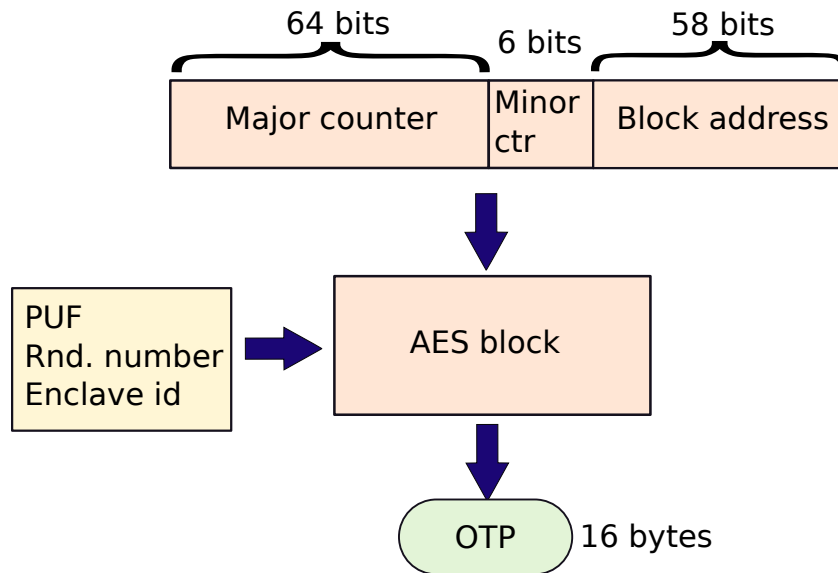 64 bits
6 bits
58 bits
Major counter
Minor
ctr
Block address
PUF
Rnd. number
Enclave id
AES block
OTP
16 bytes